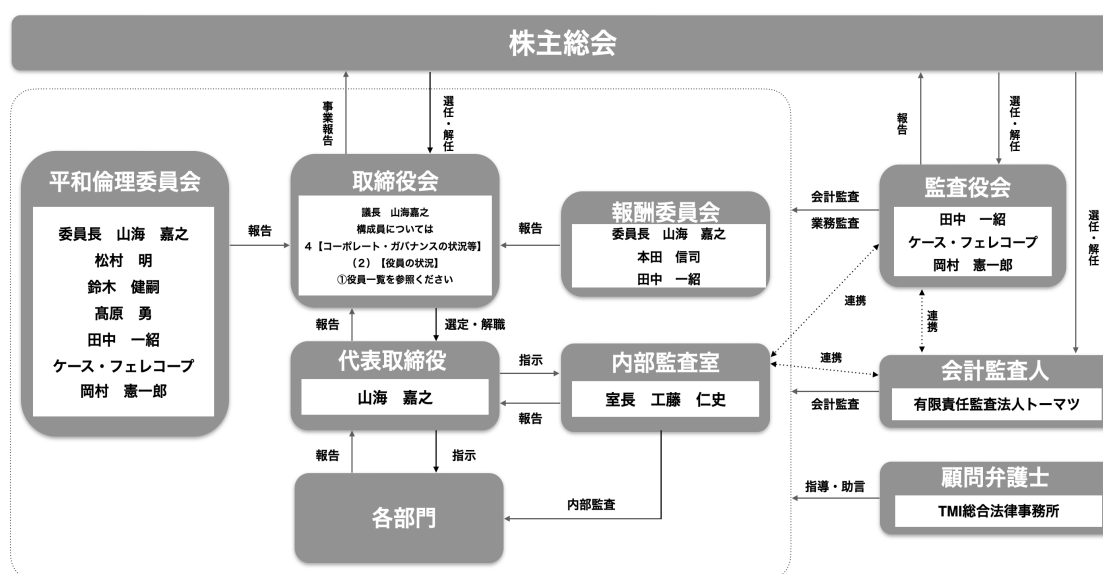 株主総会
事業報告
選任・解任
報告
選任・解任
選任・解任
平和倫理委員会
委員長　山海　嘉之
松村　明
鈴木　健嗣
髙原　勇
田中　一紹
ケース・フェレコープ
岡村　憲一郎
報告
取締役会
議長　山海嘉之
構成員については
４【コーポレート・ガバナンスの状況等】
（２）【役員の状況】
①役員一覧を参照ください
報告
報酬委員会
委員長　山海　嘉之
本田　信司
田中　一紹
会計監査
業務監査
監査役会
田中　一紹
ケース・フェレコープ
岡村　憲一郎
連携
連携
連携
報告
選定・解職
代表取締役
山海　嘉之
指示
報告
内部監査室
室長　工藤　仁史
会計監査
会計監査人
有限責任監査法人トーマツ
報告
指示
各部門
内部監査
指導・助言
顧問弁護士
TMI総合法律事務所